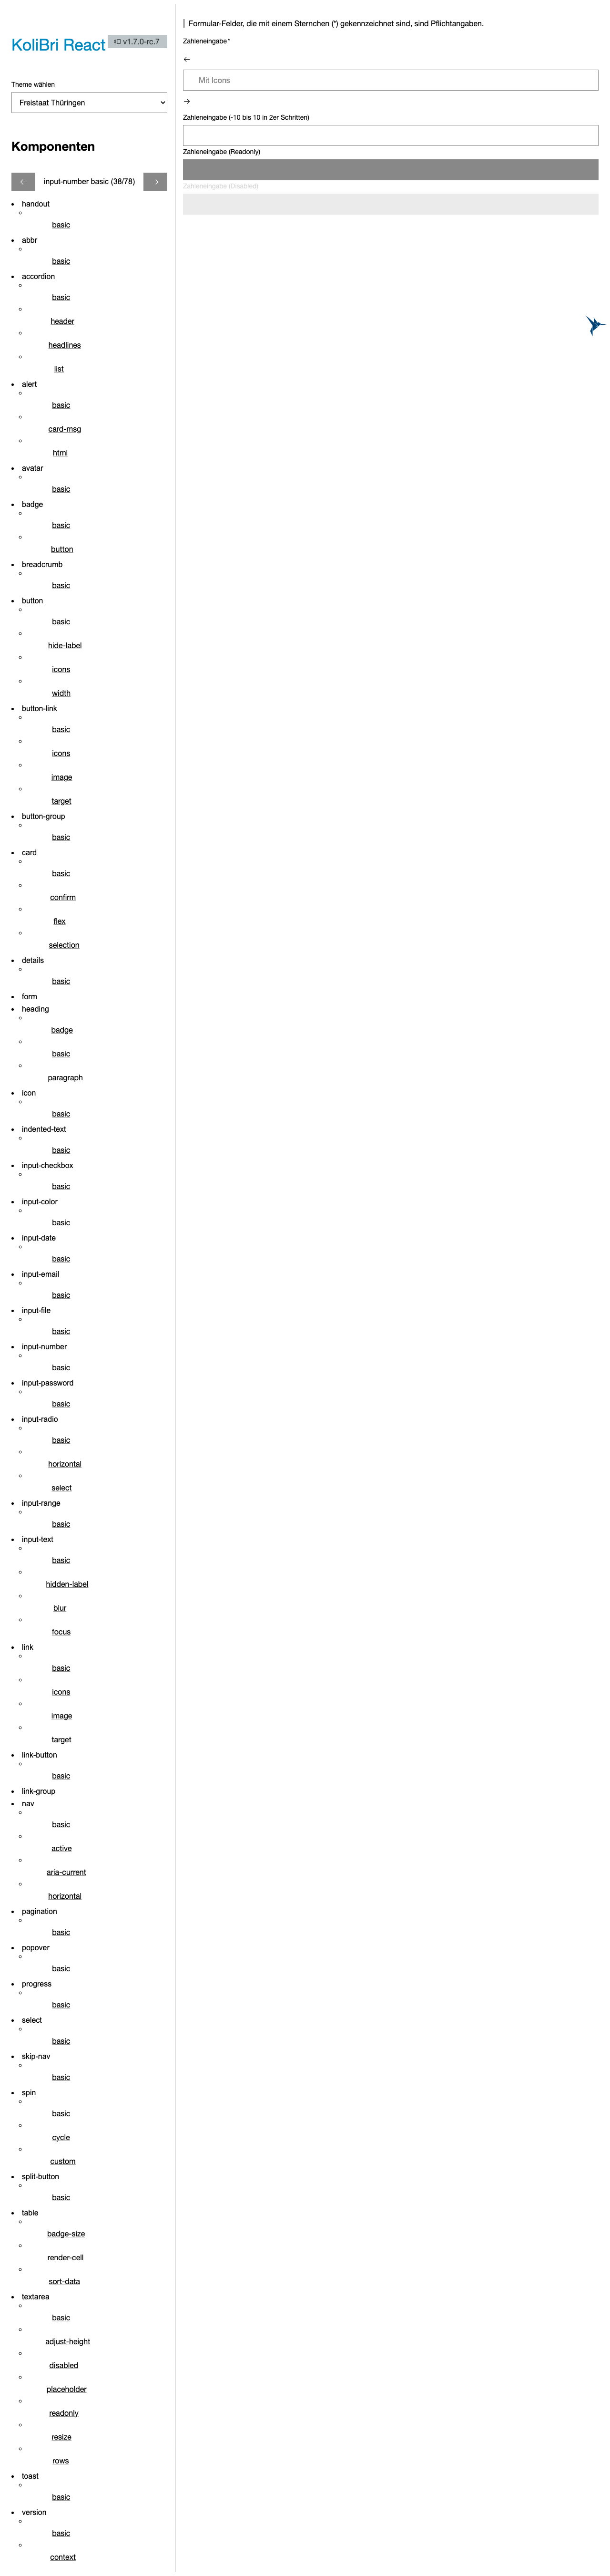 KoliBri React
v1.7.0-rc.7
Theme wählen
Freistaat Thüringen
Komponenten
input-number basic (38/78)
handout
basic
abbr
basic
accordion
basic
header
headlines
list
alert
basic
card-msg
html
avatar
basic
badge
basic
button
breadcrumb
basic
button
basic
hide-label
icons
width
button-link
basic
icons
image
target
button-group
basic
card
basic
confirm
flex
selection
details
basic
form
heading
badge
basic
paragraph
icon
basic
indented-text
basic
input-checkbox
basic
input-color
basic
input-date
basic
input-email
basic
input-file
basic
input-number
basic
input-password
basic
input-radio
basic
horizontal
select
input-range
basic
input-text
basic
hidden-label
blur
focus
link
basic
icons
image
target
link-button
basic
link-group
nav
basic
active
aria-current
horizontal
pagination
basic
popover
basic
progress
basic
select
basic
skip-nav
basic
spin
basic
cycle
custom
split-button
basic
table
badge-size
render-cell
sort-data
textarea
basic
adjust-height
disabled
placeholder
readonly
resize
rows
toast
basic
version
basic
context
Formular-Felder, die mit einem Sternchen (*) gekennzeichnet sind, sind Pflichtangaben.
Zahleneingabe*
Mit Icons
Zahleneingabe (-10 bis 10 in 2er Schritten)
Zahleneingabe (Readonly)
Zahleneingabe (Disabled)